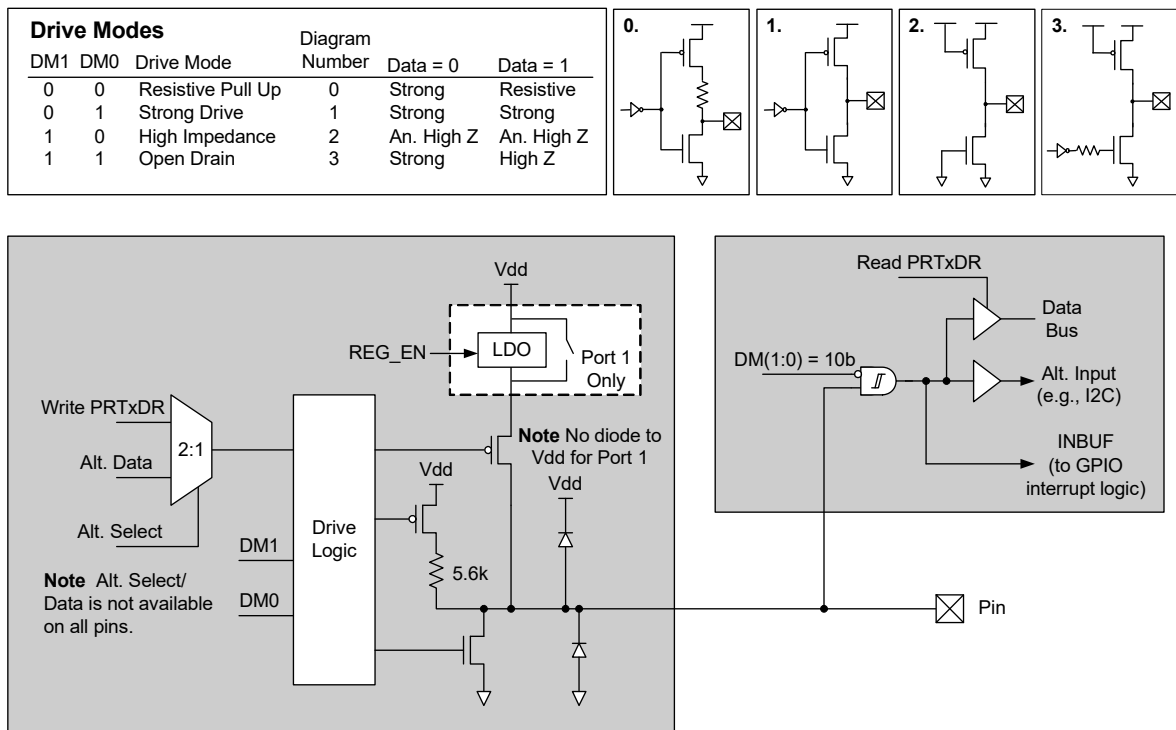 Drive Modes
DM1 DM0 Drive Mode Diagram Number Data = 0 Data = 1
0 0 Resistive Pull Up 0 Strong Resistive
0 1 Strong Drive 1 Strong Strong
1 0 High Impedance 2 An. High Z An. High Z
1 1 Open Drain 3 Strong High Z
0.
1.
2.
3.
Vdd
REG_EN
LDO
Port 1
Only
Write PRTxDR
2:1
Alt. Data
Alt. Select
Note Alt. Select/
Data is not available
on all pins.
DM1
DM0
Drive
Logic
Note No diode to
Vdd for Port 1
Vdd
Vdd
5.6k
Read PRTxDR
Data
Bus
DM(1:0) = 10b
Alt. Input
(e.g., I2C)
INBUF
(to GPIO
interrupt logic)
Pin